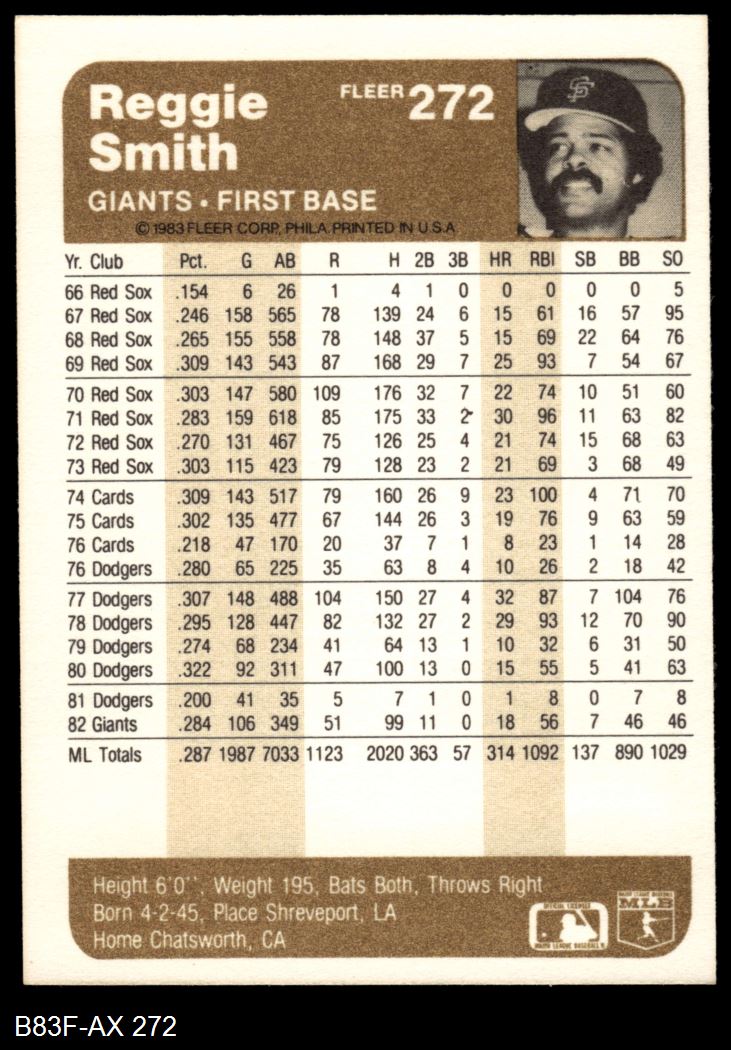 Reggie
Smith
FLEER 272
GIANTS • FIRST BASE
© 1983 FLEER CORP., PHILA. PRINTED IN U.S.A
Yr. Club Pct. G AB R H 2B 3B HR RBI SB BB SO
66 Red Sox .154 6 26 1 4 1 0 0 0 0 0 5
67 Red Sox .246 158 565 78 139 24 6 15 61 16 57 95
68 Red Sox .265 155 558 78 148 37 5 15 69 22 64 76
69 Red Sox .309 143 543 87 168 29 7 25 93 7 54 67
70 Red Sox .303 147 580 109 176 32 7 22 74 10 51 60
71 Red Sox .283 159 618 85 175 33 2 30 96 11 63 82
72 Red Sox .270 131 467 75 126 25 4 21 74 15 68 63
73 Red Sox .303 115 423 79 128 23 2 21 69 3 68 49
74 Cards .309 143 517 79 160 26 9 23 100 4 71 70
75 Cards .302 135 477 67 144 26 3 19 76 9 63 59
76 Cards .218 47 170 20 37 7 1 8 23 1 14 28
76 Dodgers .280 65 225 35 63 8 4 10 26 2 18 42
77 Dodgers .307 148 488 104 150 27 4 32 87 7 104 76
78 Dodgers .295 128 447 82 132 27 2 29 93 12 70 90
79 Dodgers .274 68 234 41 64 13 1 10 32 6 31 50
80 Dodgers .322 92 311 47 100 13 0 15 55 5 41 63
81 Dodgers .200 41 35 5 7 1 0 1 8 0 7 8
82 Giants .284 106 349 51 99 11 0 18 56 7 46 46
ML Totals .287 1987 7033 1123 2020 363 57 314 1092 137 890 1029
Height 6'0'', Weight 195, Bats Both, Throws Right
Born 4-2-45, Place Shreveport, LA
Home Chatsworth, CA
OFFICIAL LICENSEE
MAJOR LEAGUE BASEBALL
MAJOR LEAGUE BASEBALL
MLB
SF
B83F-AX 272